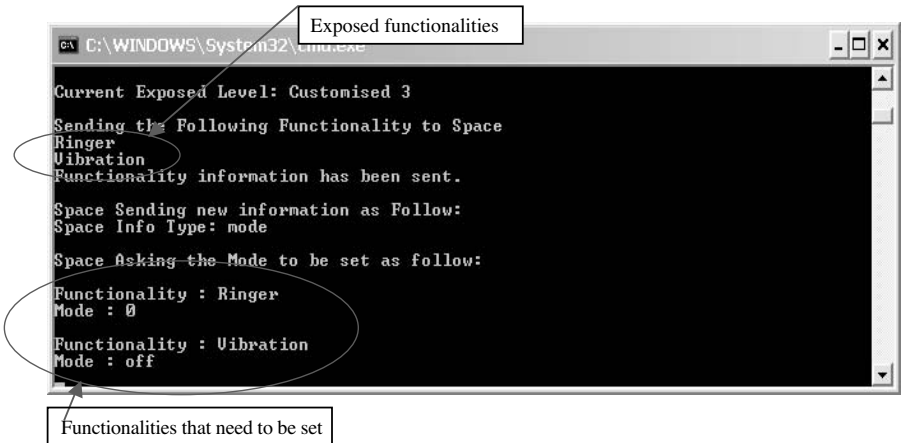 Exposed functionalities
C:\WINDOWS\System32\cmd.exe
Current Exposed Level: Customised 3
Sending the Following Functionality to Space
Ringer
Vibration
Functionality information has been sent.
Space Sending new information as Follow:
Space Info Type: mode
Space Asking the Mode to be set as follow:
Functionality : Ringer
Mode : 0
Functionality : Vibration
Mode : off
Functionalities that need to be set